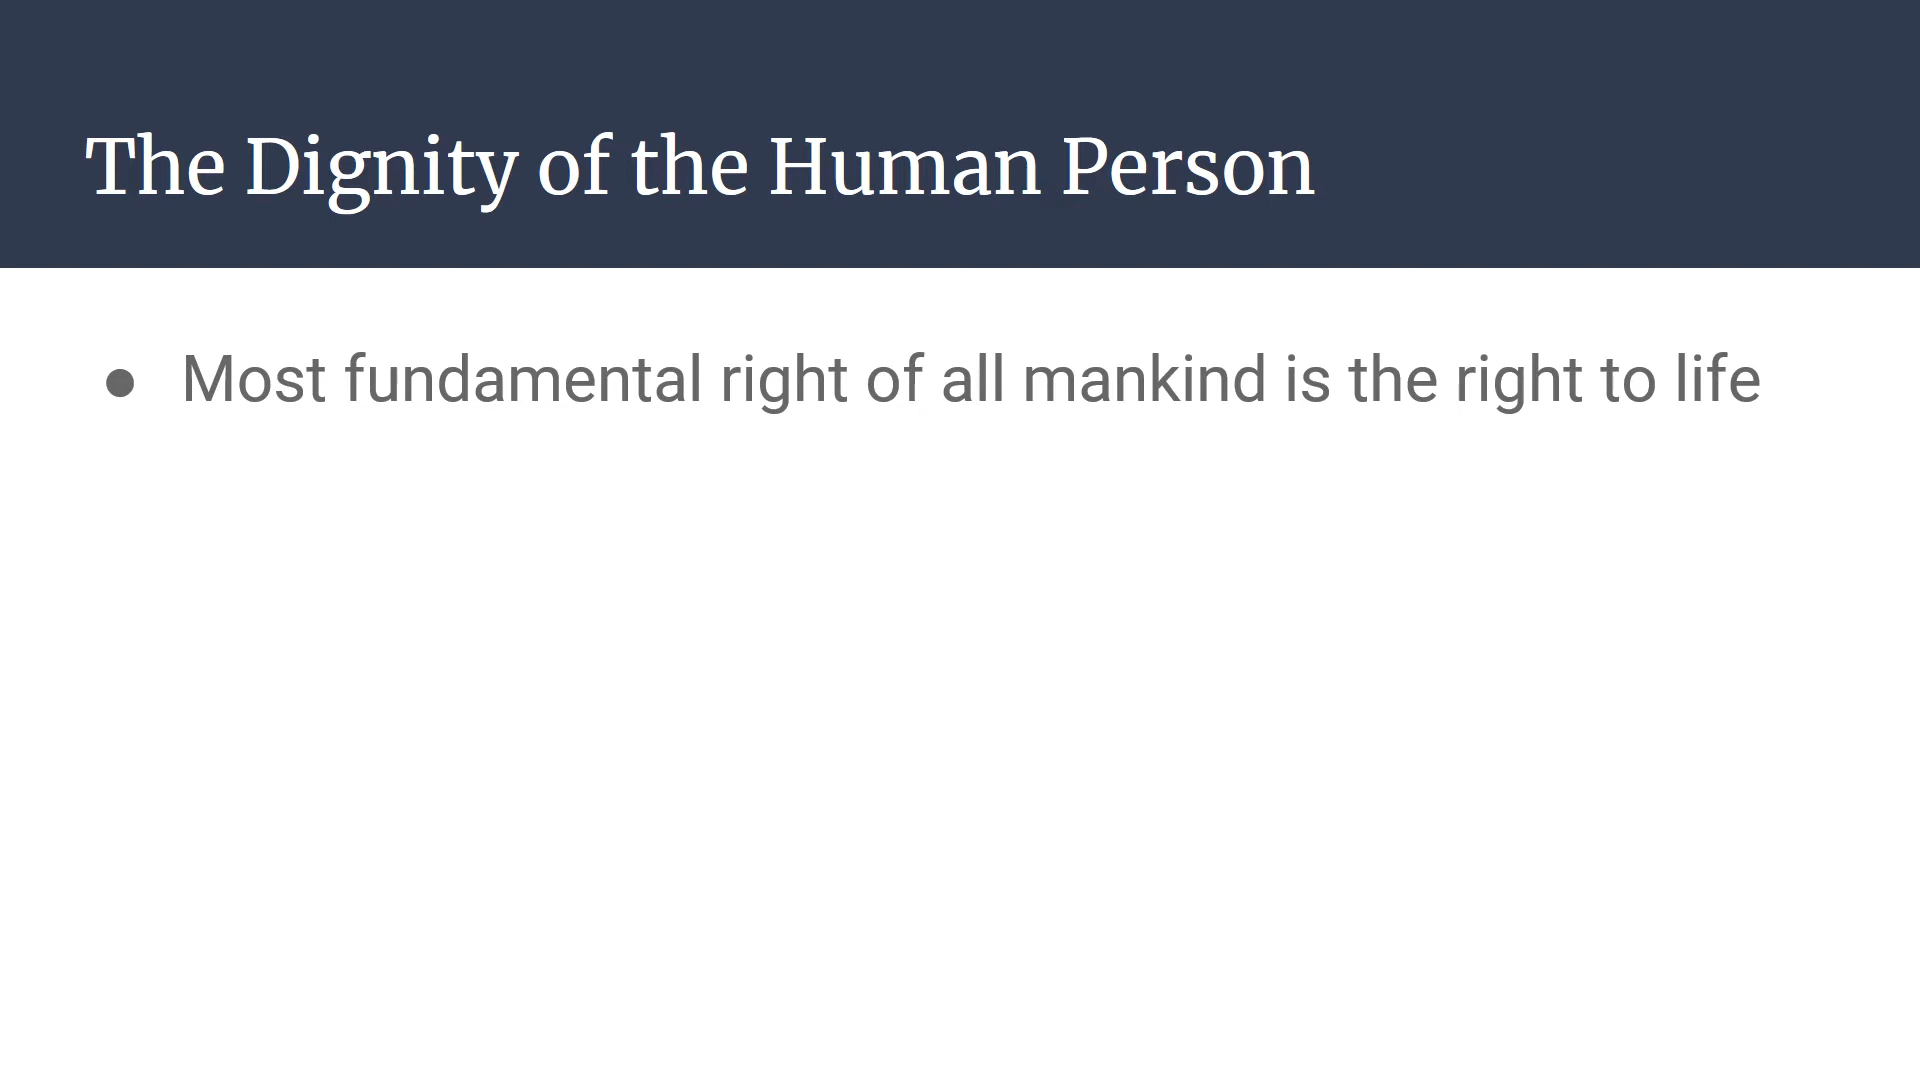 The Dignity of the Human Person
● Most fundamental right of all mankind is the right to life